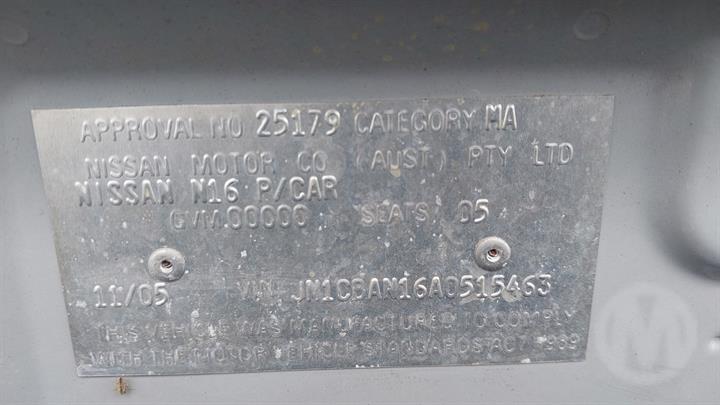 APPROVAL NO 25179 CATEGORY MA
NISSAN MOTOR CO (AUST) PTY LTD
NISSAN N16 P/CAR
GVM 00000 SEATS 05
11/05 VIN JN1CBAN16A0515463
THIS VEHICLE WAS MANUFACTURED TO COMPLY
WITH THE MOTOR VEHICLE STANDARDS ACT 1989
M